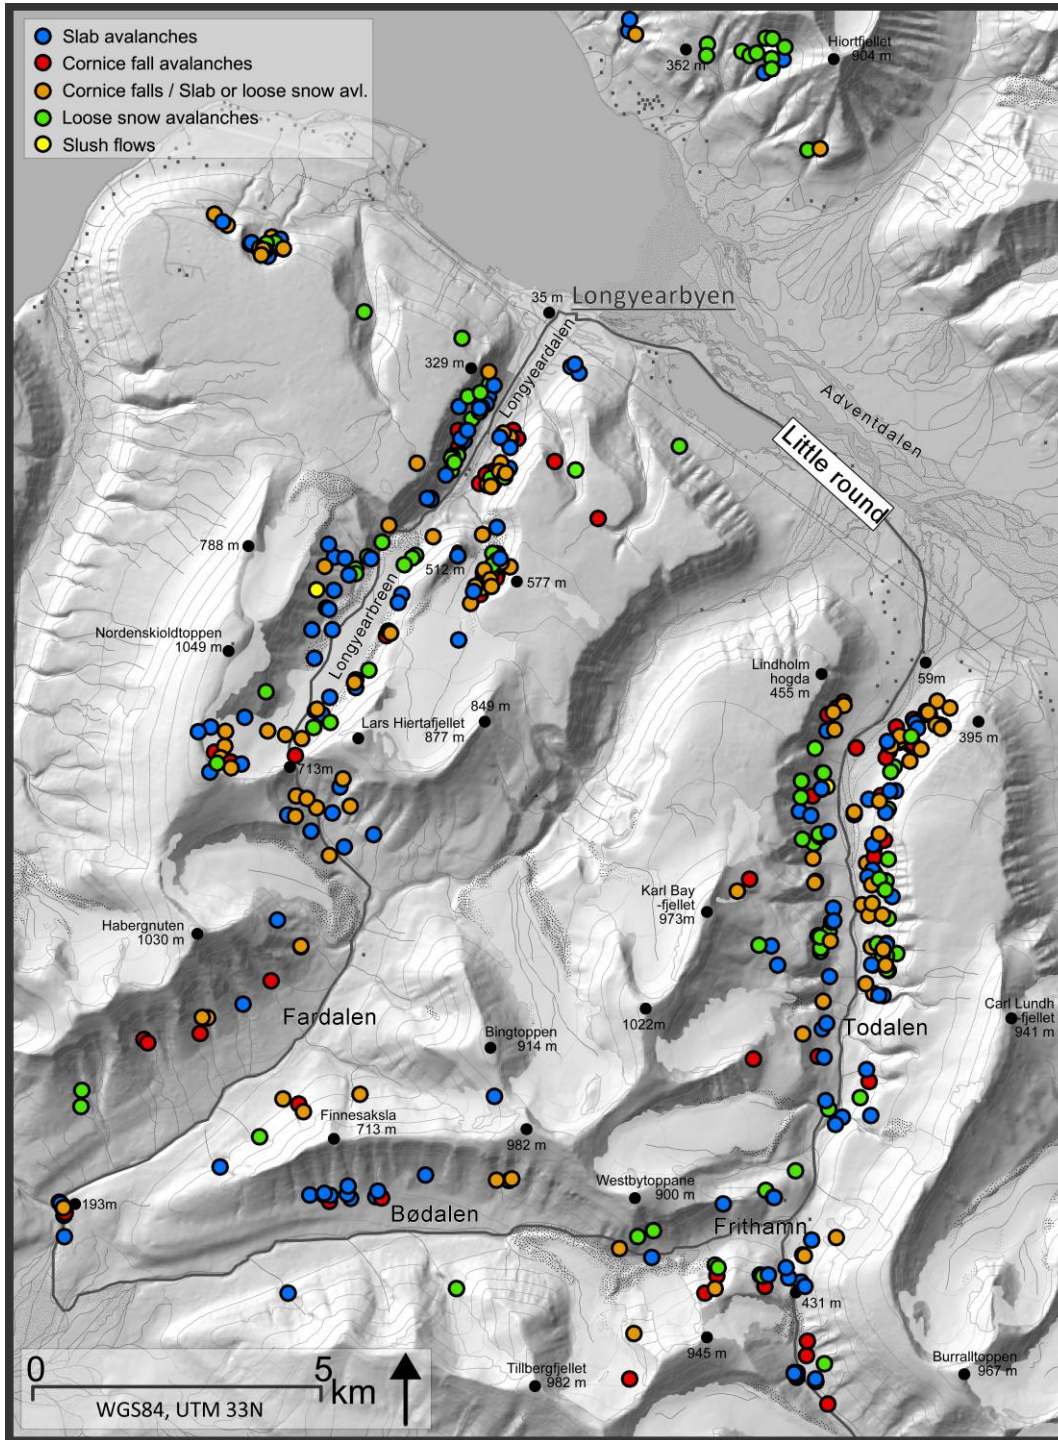 Slab avalanches
Cornice fall avalanches
Cornice falls / Slab or loose snow avl.
Loose snow avalanches
Slush flows
Hiortfjellet
904 m
352 m
35 m
Longyearbyen
329 m
Longyeardalen
Adventdalen
Little round
788 m
512 m
577 m
Longyearbreen
Nordenskioldtoppen
1049 m
Lindholm
hogda
455 m
59m
849 m
Lars Hiertafjellet
877 m
395 m
713m
Karl Bay
-fjellet
973m
Habergnuten
1030 m
Fardalen
1022m
Carl Lundh
-fjellet
941 m
Todalen
Bingtoppen
914 m
Finnesaksla
713 m
982 m
193m
Westbytoppane
900 m
Bødalen
Frithamn
431 m
945 m
Tillbergfjellet
982 m
Burralltoppen
967 m
0
5
km
WGS84, UTM 33N